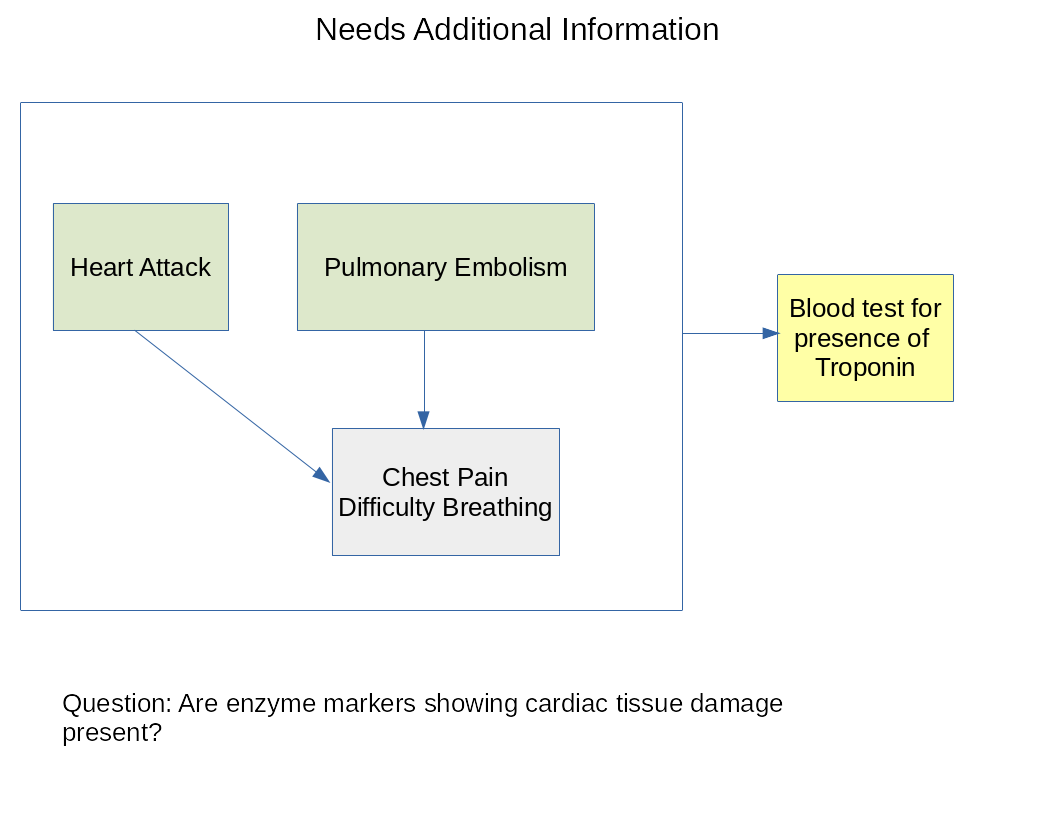 Needs Additional Information
Heart Attack
Pulmonary Embolism
Blood test for
presence of
Troponin
Chest Pain
Difficulty Breathing
Question: Are enzyme markers showing cardiac tissue damage
present?